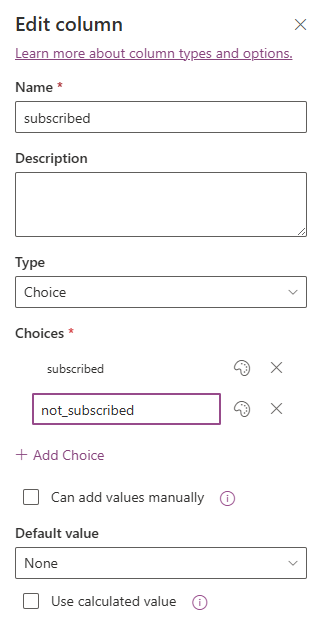 Edit column
Learn more about column types and options.
Name *
subscribed
Description
Type
Choice
Choices *
subscribed
not_subscribed
+ Add Choice
Can add values manually
Default value
None
Use calculated value